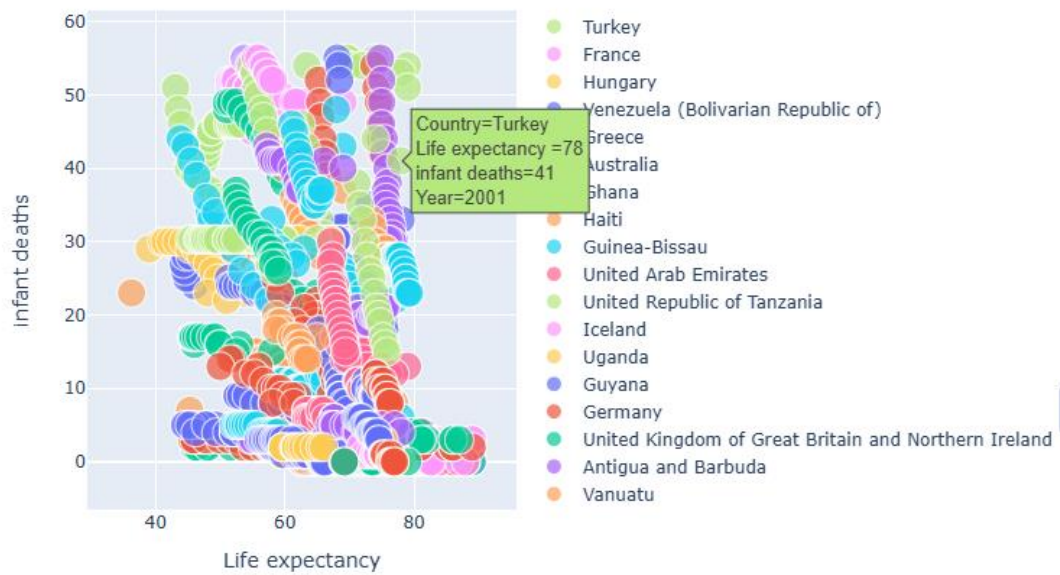 60
50
40
30
20
10
0
infant deaths
40
60
80
Life expectancy
Country=Turkey
Life expectancy =78
infant deaths=41
Year=2001
Turkey
France
Hungary
Venezuela (Bolivarian Republic of)
Greece
Australia
Ghana
Haiti
Guinea-Bissau
United Arab Emirates
United Republic of Tanzania
Iceland
Uganda
Guyana
Germany
United Kingdom of Great Britain and Northern Ireland
Antigua and Barbuda
Vanuatu